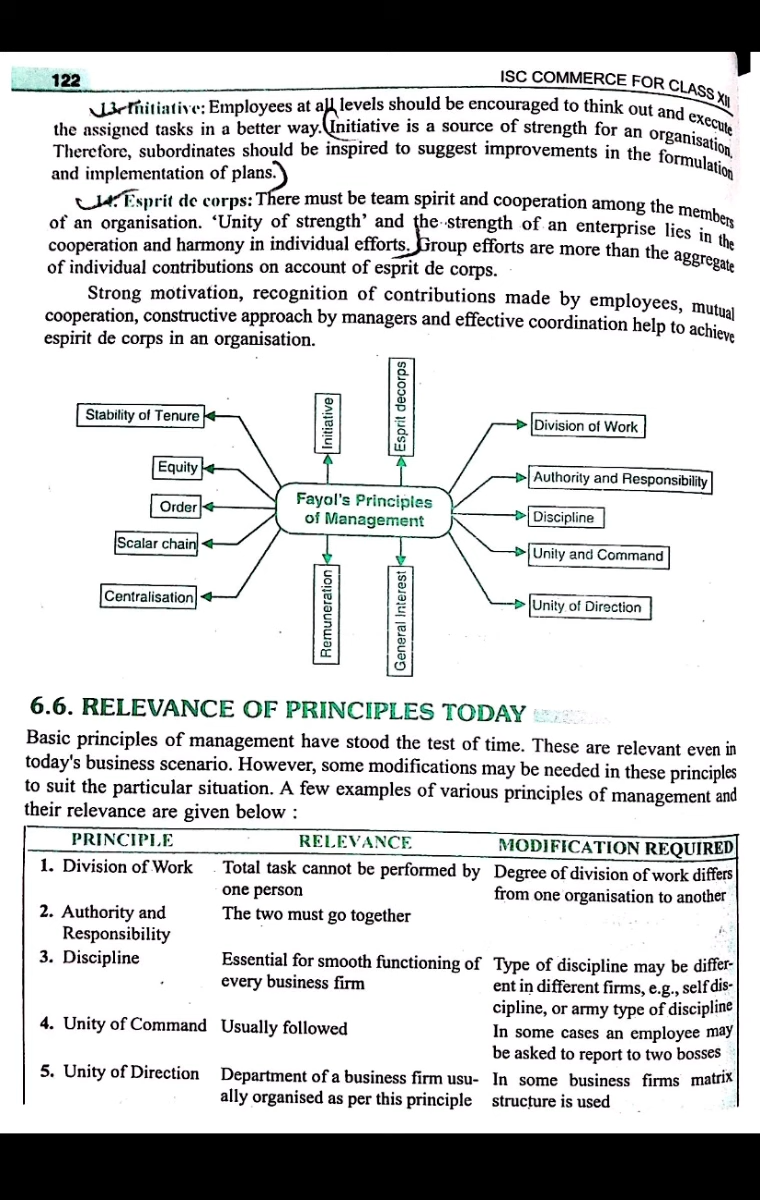 122
ISC COMMERCE FOR CLASS XII
13. Initiative: Employees at all levels should be encouraged to think out and execute
the assigned tasks in a better way. Initiative is a source of strength for an organisation.
Therefore, subordinates should be inspired to suggest improvements in the formulation
and implementation of plans.
14. Esprit de corps: There must be team spirit and cooperation among the members
of an organisation. ‘Unity of strength’ and the strength of an enterprise lies in the
cooperation and harmony in individual efforts. Group efforts are more than the aggregate
of individual contributions on account of esprit de corps.
Strong motivation, recognition of contributions made by employees, mutual
cooperation, constructive approach by managers and effective coordination help to achieve
espirit de corps in an organisation.
Stability of Tenure
Equity
Order
Scalar chain
Centralisation
Initiative
Esprit decorps
Fayol's Principles
of Management
Remuneration
General Interest
Division of Work
Authority and Responsibility
Discipline
Unity and Command
Unity of Direction
6.6. RELEVANCE OF PRINCIPLES TODAY
Basic principles of management have stood the test of time. These are relevant even in
today's business scenario. However, some modifications may be needed in these principles
to suit the particular situation. A few examples of various principles of management and
their relevance are given below :
PRINCIPLE RELEVANCE MODIFICATION REQUIRED
1. Division of Work Total task cannot be performed by Degree of division of work differs
one person from one organisation to another
2. Authority and The two must go together
Responsibility
3. Discipline Essential for smooth functioning of Type of discipline may be differ-
every business firm ent in different firms, e.g., self dis-
cipline, or army type of discipline
4. Unity of Command Usually followed In some cases an employee may
be asked to report to two bosses
5. Unity of Direction Department of a business firm usu- In some business firms matrix
ally organised as per this principle structure is used